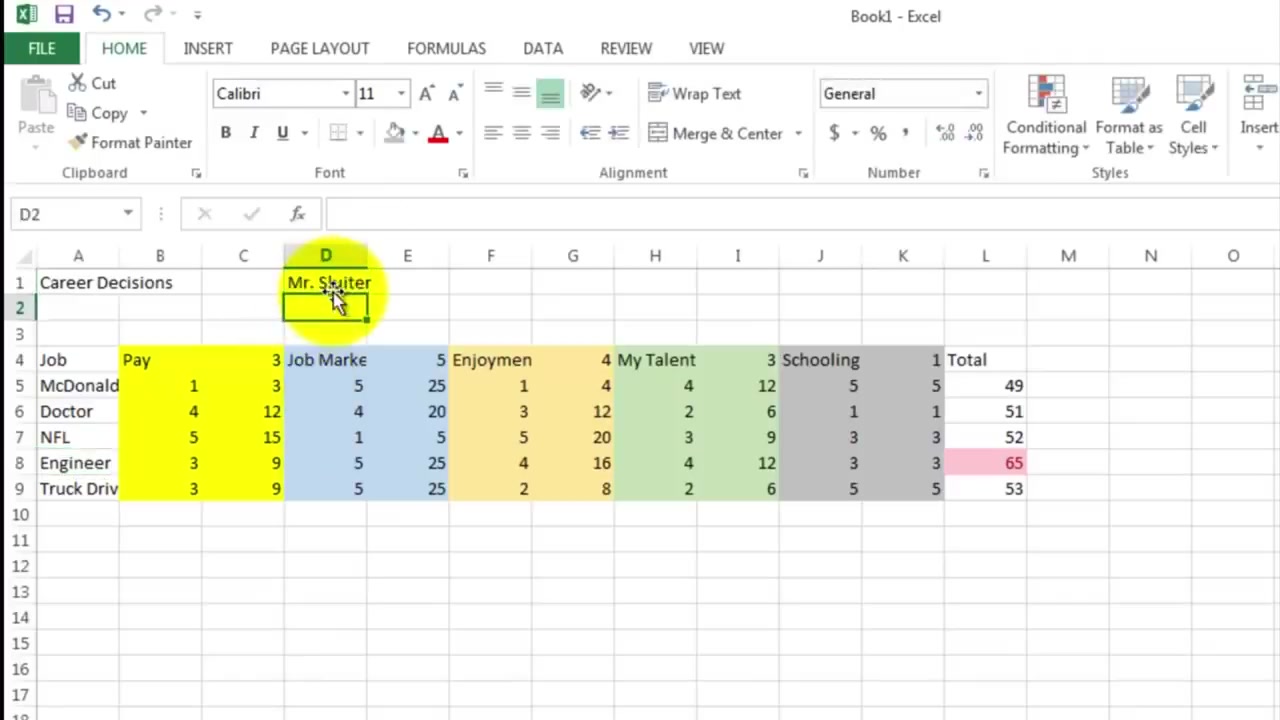 Book1 - Excel
FILE HOME INSERT PAGE LAYOUT FORMULAS DATA REVIEW VIEW
Paste Cut Copy Format Painter Clipboard
Calibri 11 A A B I U A Font
Wrap Text Merge & Center Alignment
General $ % , .00 .00 Number
Conditional Formatting Format as Table Cell Styles Styles
Insert
D2 fx
A B C D E F G H I J K L M N O
1 Career Decisions Mr. Sluiter
2
3
4 Job Pay 3 Job Marke 5 Enjoymen 4 My Talent 3 Schooling 1 Total
5 McDonald 1 3 5 25 1 4 4 12 5 5 49
6 Doctor 4 12 4 20 3 12 2 6 1 1 51
7 NFL 5 15 1 5 5 20 3 9 3 3 52
8 Engineer 3 9 5 25 4 16 4 12 3 3 65
9 Truck Driv 3 9 5 25 2 8 2 6 5 5 53
10
11
12
13
14
15
16
17